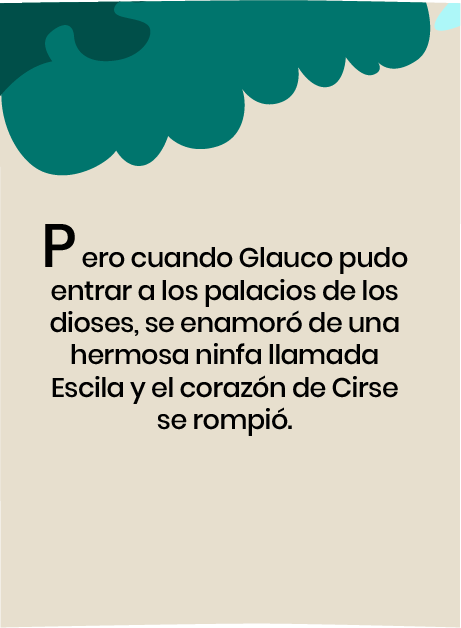 Pero cuando Glauco pudo
entrar a los palacios de los
dioses, se enamoró de una
hermosa ninfa llamada
Escila y el corazón de Cirse
se rompió.